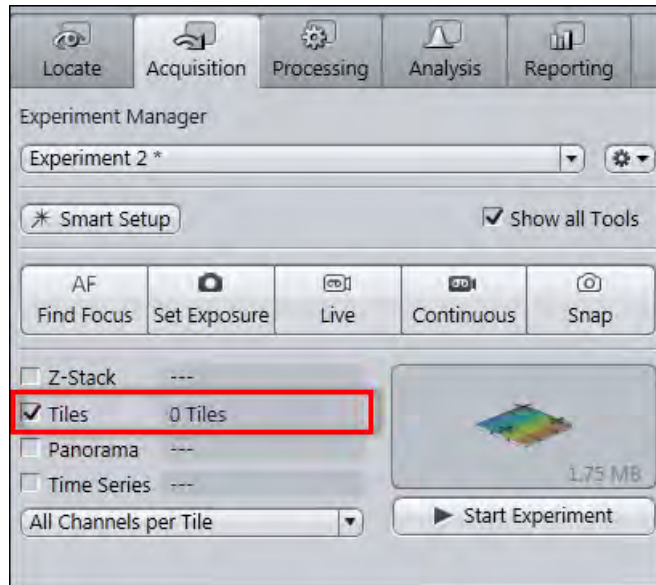 Locate Acquisition Processing Analysis Reporting
Experiment Manager
Experiment 2 *
Smart Setup Show all Tools
AF
Find Focus Set Exposure Live Continuous Snap
Z-Stack ---
Tiles 0 Tiles
Panorama ---
1.75 MB
Time Series ---
All Channels per Tile Start Experiment